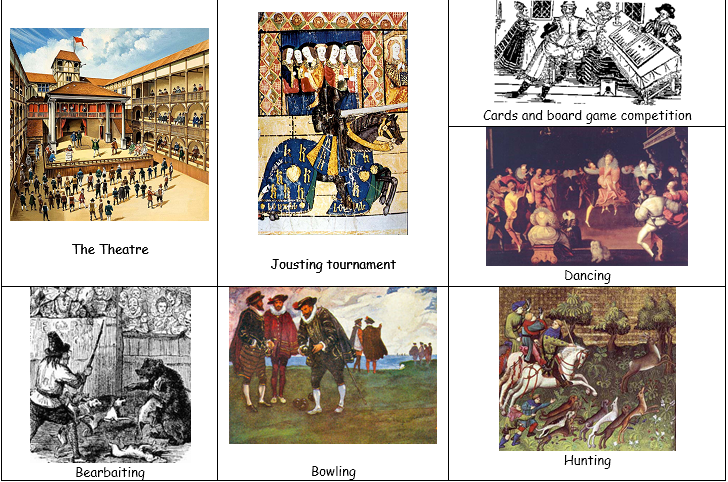 Cards and board game competition
The Theatre
Jousting tournament
Dancing
Bearbaiting
Bowling
Hunting